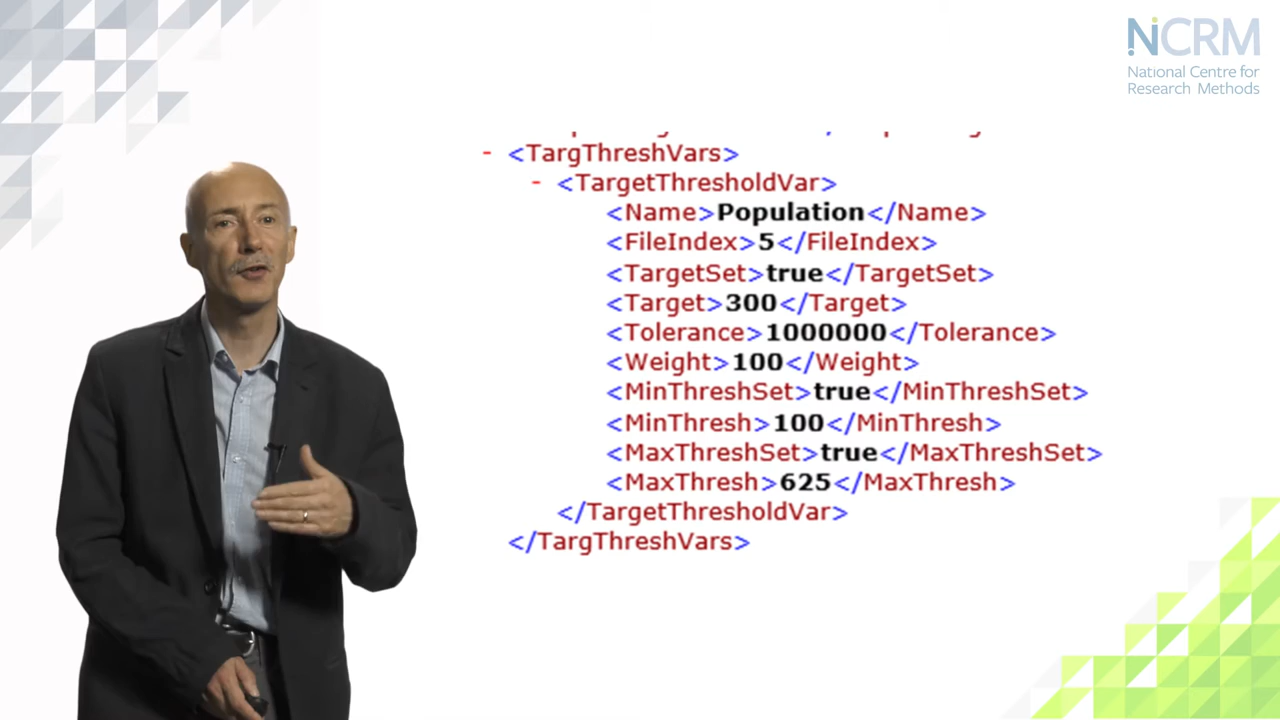 NCRM
National Centre for
Research Methods
- <TargThreshVars>
- <TargetThresholdVar>
<Name>Population</Name>
<FileIndex>5</FileIndex>
<TargetSet>true</TargetSet>
<Target>300</Target>
<Tolerance>1000000</Tolerance>
<Weight>100</Weight>
<MinThreshSet>true</MinThreshSet>
<MinThresh>100</MinThresh>
<MaxThreshSet>true</MaxThreshSet>
<MaxThresh>625</MaxThresh>
</TargetThresholdVar>
</TargThreshVars>